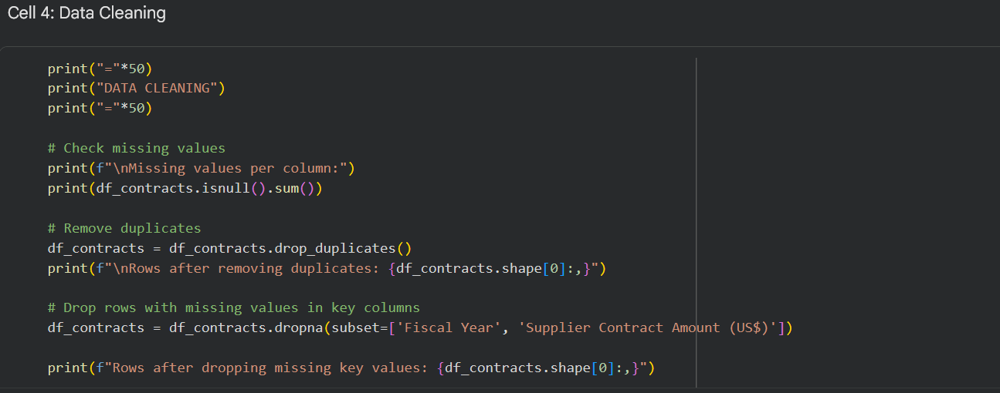 Cell 4: Data Cleaning
print("="*50)
print("DATA CLEANING")
print("="*50)
# Check missing values
print(f"\nMissing values per column:")
print(df_contracts.isnull().sum())
# Remove duplicates
df_contracts = df_contracts.drop_duplicates()
print(f"\nRows after removing duplicates: {df_contracts.shape[0]:,}")
# Drop rows with missing values in key columns
df_contracts = df_contracts.dropna(subset=['Fiscal Year', 'Supplier Contract Amount (US$)'])
print(f"Rows after dropping missing key values: {df_contracts.shape[0]:,}")